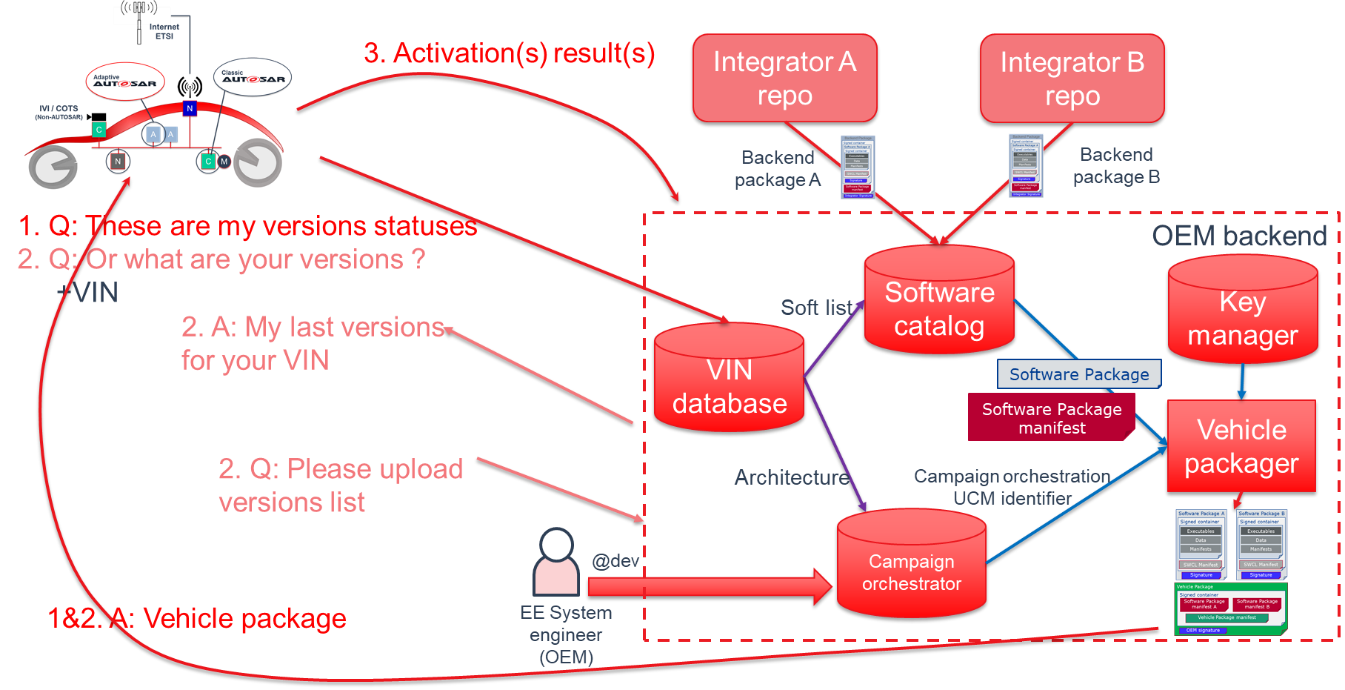 Internet
ETSI
Adaptive
AUTOSAR
Classic
AUTOSAR
IVI / COTS
(Non-AUTOSAR)
N
C
A
A
N
C
M
3. Activation(s) result(s)
Integrator A
repo
Integrator B
repo
Backend
package A
Backend
package B
1. Q: These are my versions statuses
2. Q: Or what are your versions ?
+VIN
2. A: My last versions
for your VIN
2. Q: Please upload
versions list
1&2. A: Vehicle package
OEM backend
Software
catalog
Key
manager
Soft list
VIN
database
Software Package
Software Package
manifest
Vehicle
packager
Architecture
Campaign orchestration
UCM identifier
Campaign
orchestrator
@dev
EE System
engineer
(OEM)
Software Package A
Signed container
Executables
Data
Manifests
SWCL Manifest
Signature
Software Package B
Signed container
Executables
Data
Manifests
SWCL Manifest
Signature
Vehicle Package
Signed container
Software Package
manifest A
Software Package
manifest B
Vehicle Package manifest
OEM signature